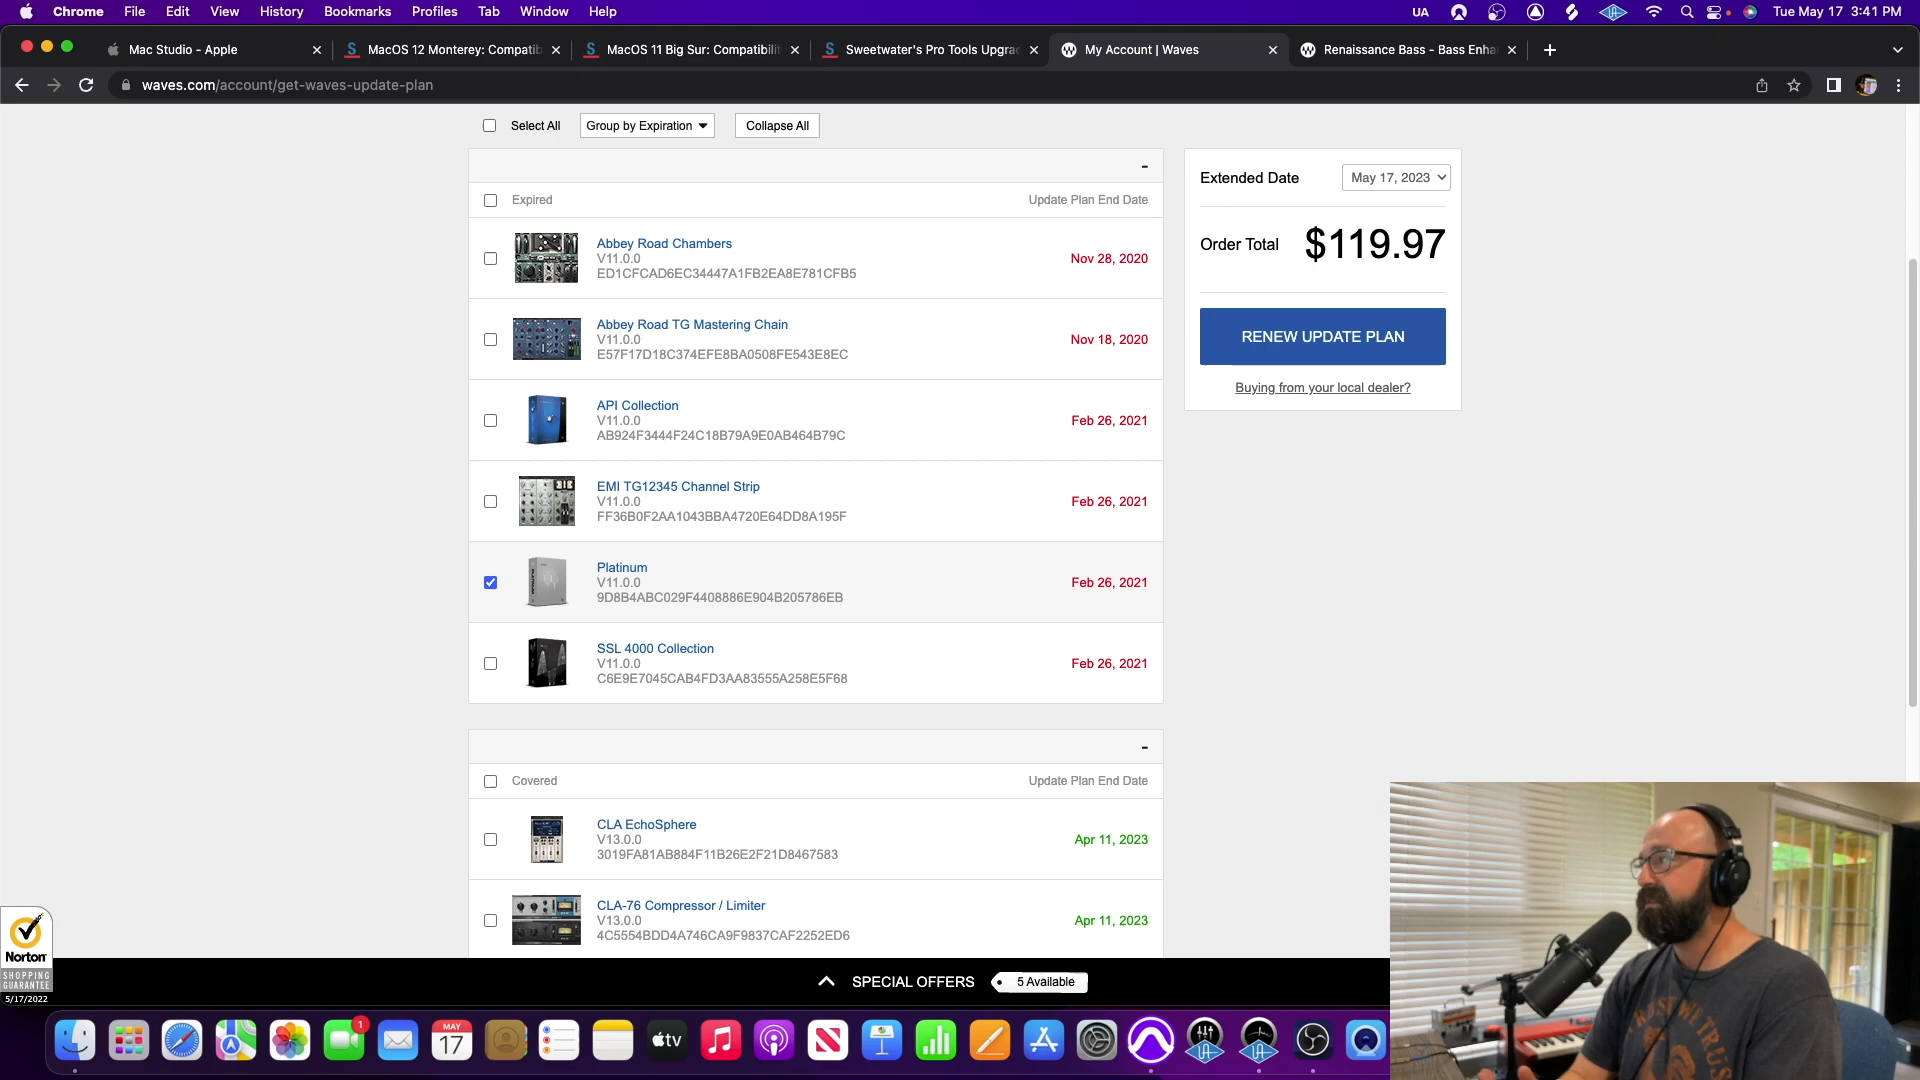 Chrome File Edit View History Bookmarks Profiles Tab Window Help UA Tue May 17 3:41 PM
Mac Studio - Apple MacOS 12 Monterey: Compatib MacOS 11 Big Sur: Compatibilit Sweetwater's Pro Tools Upgrad My Account | Waves Renaissance Bass - Bass Enha
waves.com/account/get-waves-update-plan
Select All Group by Expiration Collapse All
-
Expired Update Plan End Date
Abbey Road Chambers
V11.0.0
ED1CFCAD6EC34447A1FB2EA8E781CFB5
Nov 28, 2020
Abbey Road TG Mastering Chain
V11.0.0
E57F17D18C374EFE8BA0508FE543E8EC
Nov 18, 2020
API Collection
V11.0.0
AB924F3444F24C18B79A9E0AB464B79C
Feb 26, 2021
EMI TG12345 Channel Strip
V11.0.0
FF36B0F2AA1043BBA4720E64DD8A195F
Feb 26, 2021
Platinum
V11.0.0
9D8B4ABC029F4408886E904B205786EB
Feb 26, 2021
SSL 4000 Collection
V11.0.0
C6E9E7045CAB4FD3AA83555A258E5F68
Feb 26, 2021
-
Covered Update Plan End Date
CLA EchoSphere
V13.0.0
3019FA81AB884F11B26E2F21D8467583
Apr 11, 2023
CLA-76 Compressor / Limiter
V13.0.0
4C5554BDD4A746CA9F9837CAF2252ED6
Apr 11, 2023
Extended Date May 17, 2023
Order Total $119.97
RENEW UPDATE PLAN
Buying from your local dealer?
SPECIAL OFFERS 5 Available
Norton
SHOPPING
GUARANTEE
5/17/2022
1
MAY
17
tv